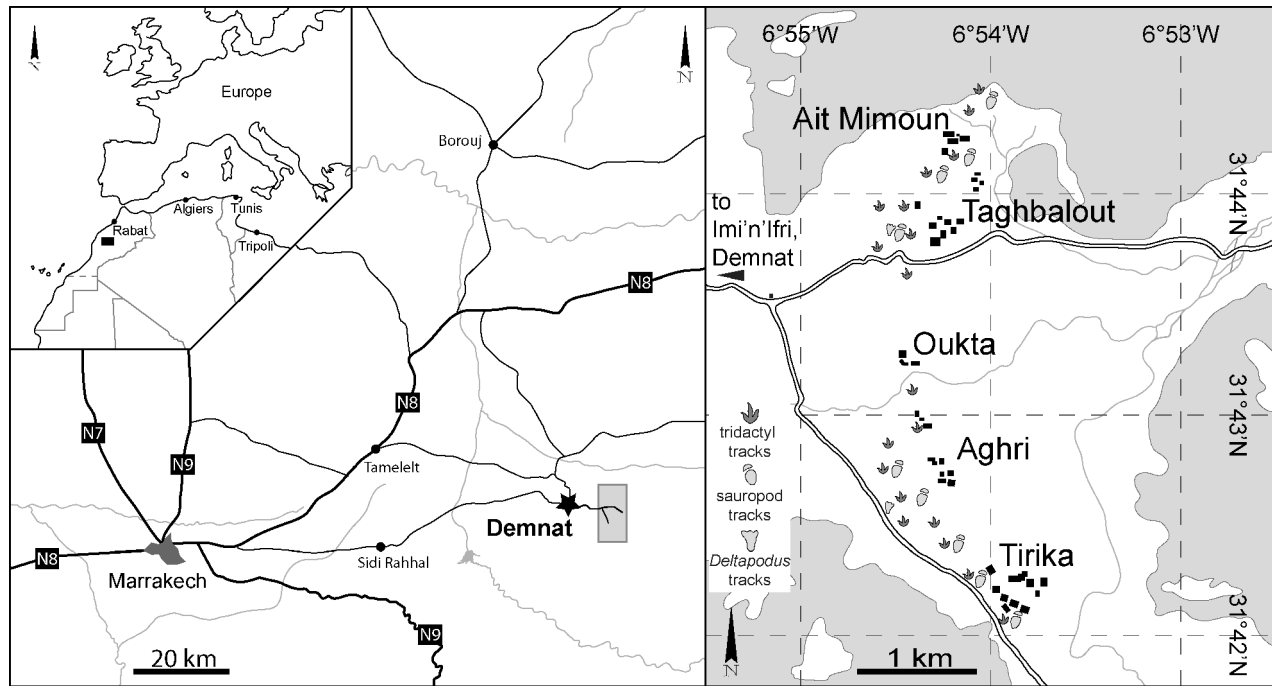 N
Europe
Algiers
Tunis
Rabat
Tripoli
N
Borouj
N8
N8
N7
N9
Tamelelt
Demnat
N8
Marrakech
Sidi Rahhal
N9
20 km
6°55'W
6°54'W
6°53'W
Ait Mimoun
31°44'N
Taghbalout
to
Imi'n'Ifri,
Demnat
Oukta
31°43'N
tridactyl
tracks
Aghri
sauropod
tracks
Deltapodus
tracks
Tirika
31°42'N
N
1 km